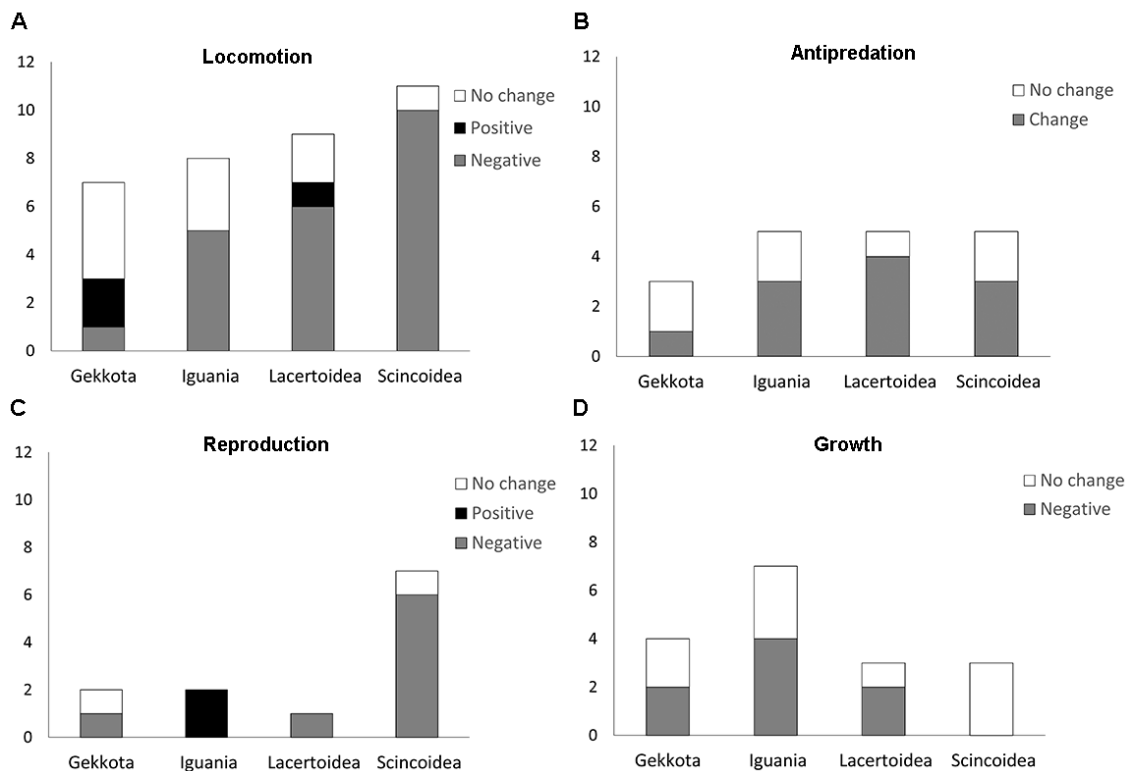 A
Locomotion
12
10
8
6
4
2
0
No change
Positive
Negative
Gekkota Iguania Lacertoidea Scincoidea
B
Antipredation
12
10
8
6
4
2
0
No change
Change
Gekkota Iguania Lacertoidea Scincoidea
C
Reproduction
12
10
8
6
4
2
0
No change
Positive
Negative
Gekkota Iguania Lacertoidea Scincoidea
D
Growth
12
10
8
6
4
2
0
No change
Negative
Gekkota Iguania Lacertoidea Scincoidea